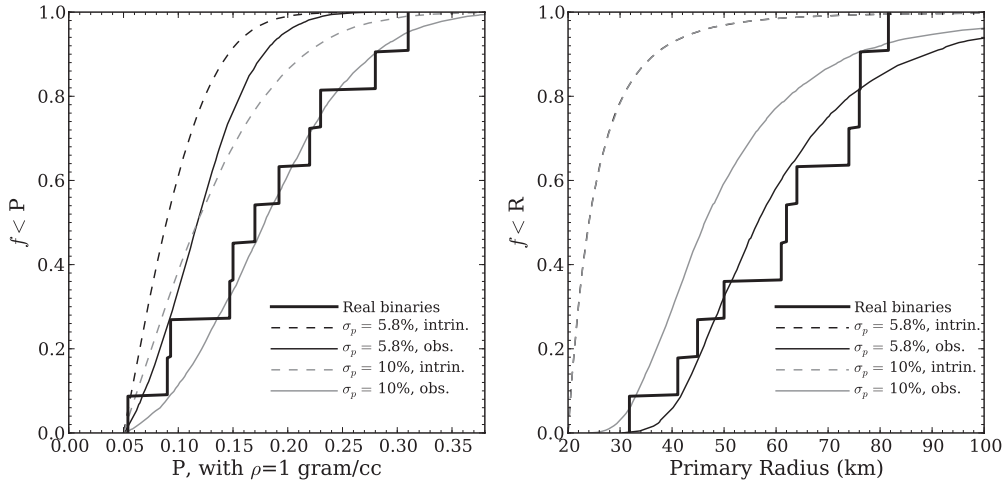 1.0
0.8
0.6
0.4
0.2
0.0
f < P
0.00 0.05 0.10 0.15 0.20 0.25 0.30 0.35
P, with ρ=1 gram/cc
Real binaries
σp = 5.8%, intrin.
σp = 5.8%, obs.
σp = 10%, intrin.
σp = 10%, obs.
1.0
0.8
0.6
0.4
0.2
0.0
f < R
20 30 40 50 60 70 80 90 100
Primary Radius (km)
Real binaries
σp = 5.8%, intrin.
σp = 5.8%, obs.
σp = 10%, intrin.
σp = 10%, obs.